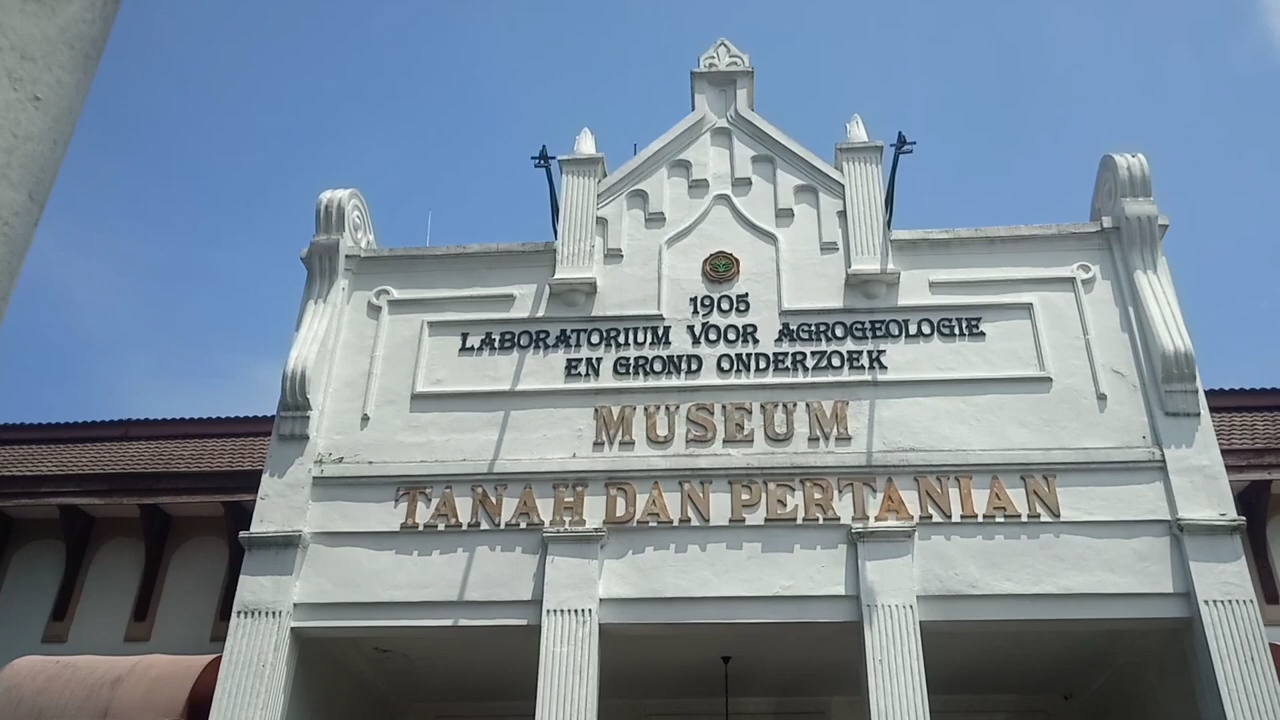 1905
LABORATORIUM VOOR AGROGEOLOGIE
EN GROND ONDERZOEK
MUSEUM
TANAH DAN PERTANIAN